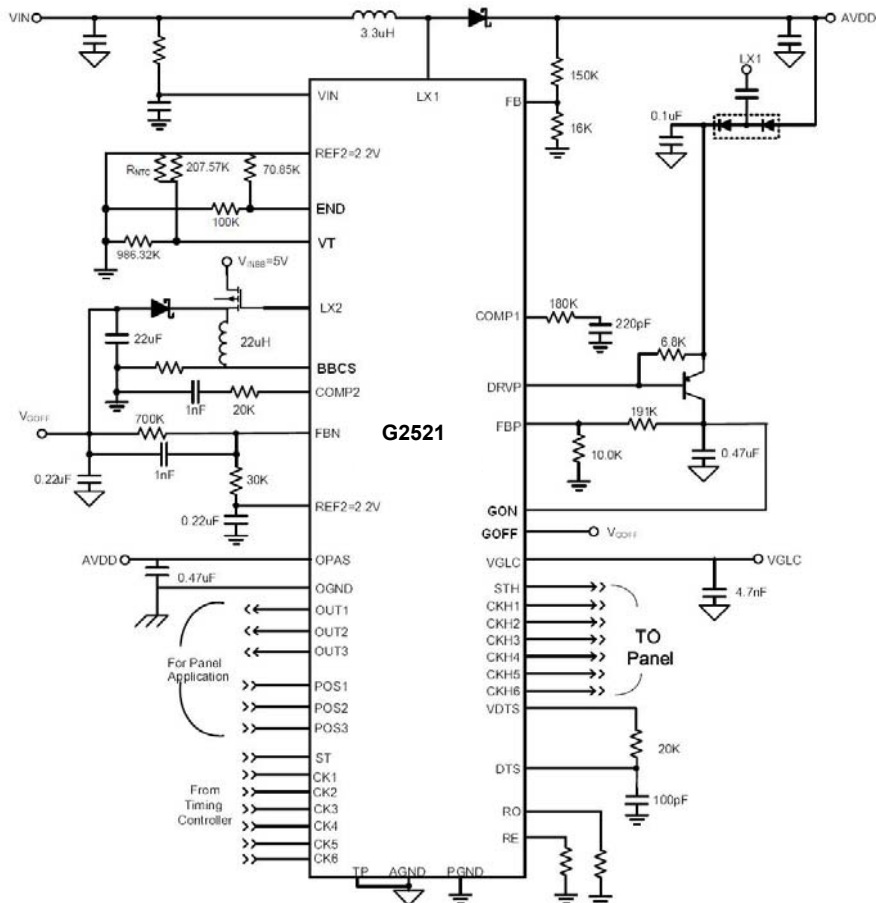 VIN
3.3uH
AVDD
LX1
150K
VIN
LX1
FB
0.1uF
16K
REF2=2.2V
RNTC
207.57K
70.85K
END
100K
VT
986.32K
VINBB=5V
LX2
COMP1
180K
220pF
22uF
22uH
6.8K
BBCS
COMP2
DRVP
1nF
20K
191K
VGOFF
700K
FBN
G2521
FBP
0.47uF
1nF
10.0K
0.22uF
30K
GON
REF2=2.2V
0.22uF
GOFF
VGOFF
AVDD
OPAS
VGLC
VGLC
0.47uF
OGND
STH
4.7nF
OUT1
CKH1
OUT2
CKH2
OUT3
CKH3
TO
Panel
For Panel
Application
CKH4
CKH5
POS1
CKH6
POS2
VDTS
POS3
20K
ST
DTS
CK1
From
Timing
Controller
CK2
100pF
CK3
RO
CK4
CK5
RE
CK6
TP
AGND
PGND